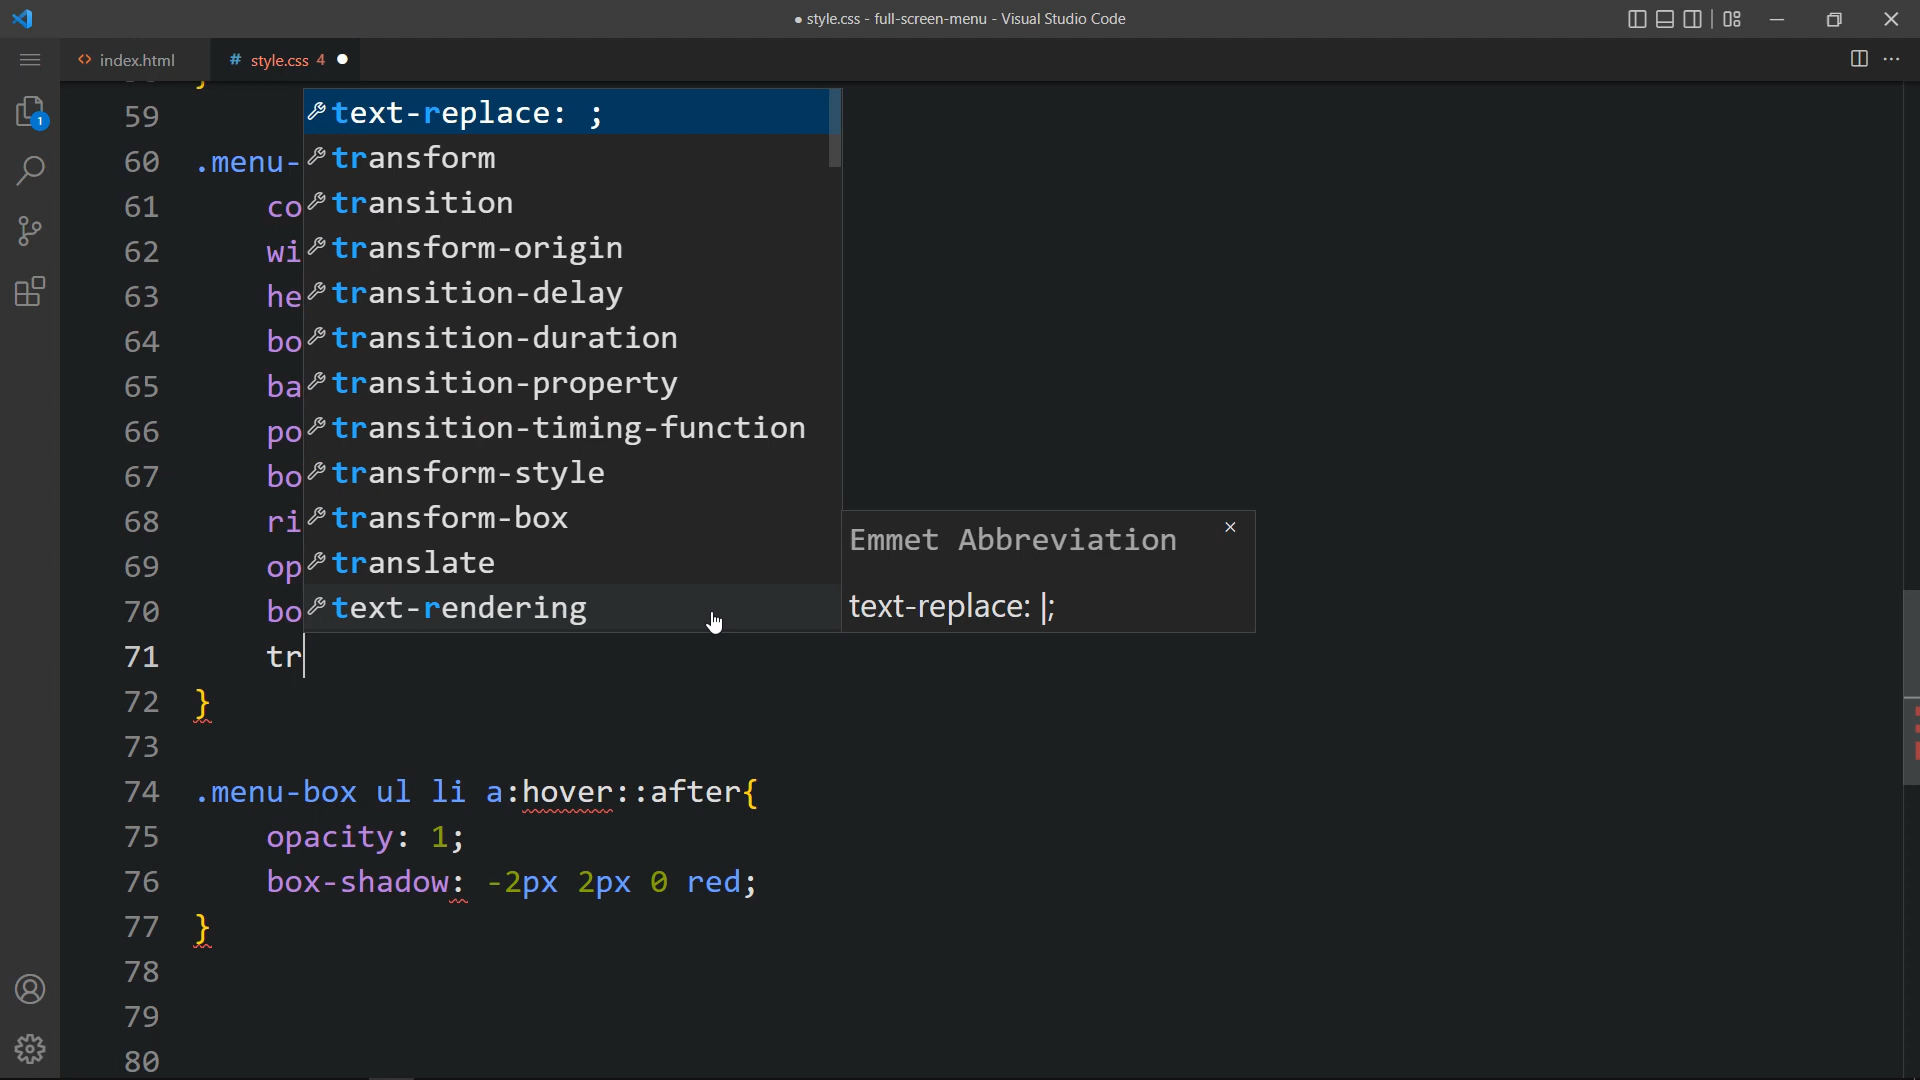 ● style.css - full-screen-menu - Visual Studio Code
<> index.html
# style.css 4 ●
59
60 .menu-
61 co
62 wi
63 he
64 bo
65 ba
66 po
67 bo
68 ri
69 op
70 bo
71 tr
72 }
73
74 .menu-box ul li a:hover::after{
75 opacity: 1;
76 box-shadow: -2px 2px 0 red;
77 }
78
79
80
text-replace: ;
transform
transition
transform-origin
transition-delay
transition-duration
transition-property
transition-timing-function
transform-style
transform-box
translate
text-rendering
Emmet Abbreviation
text-replace: |;
1